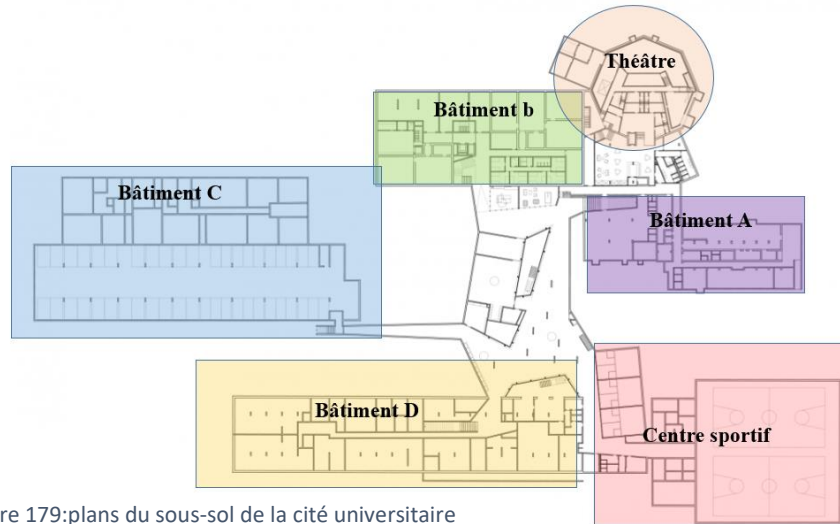 Théâtre
Bâtiment b
Bâtiment C
Bâtiment A
Bâtiment D
Centre sportif
re 179:plans du sous-sol de la cité universitaire